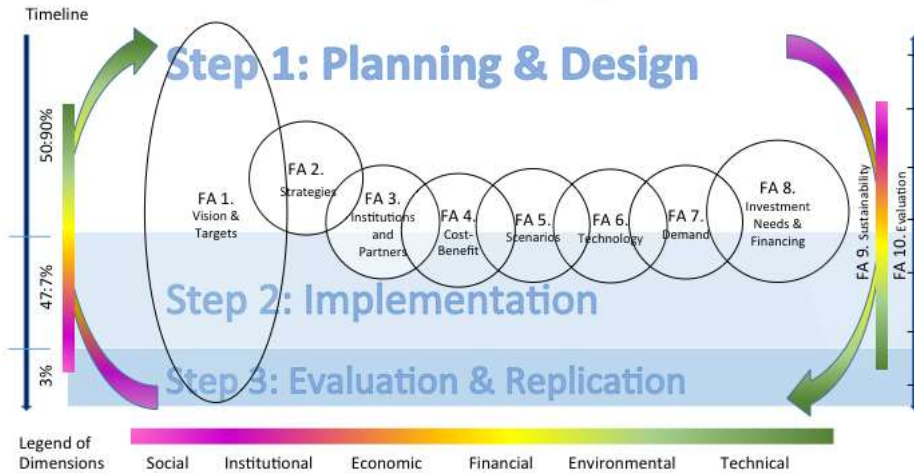 Timeline
Step 1: Planning & Design
50:90%
FA 1.
Vision &
Targets
FA 2.
Strategies
FA 3.
Institutions
and
Partners
FA 4.
Cost-
Benefit
FA 5.
Scenarios
FA 6.
Technology
FA 7.
Demand
FA 8.
Investment
Needs &
Financing
FA 9. Sustainability
FA 10. Evaluation
47:7%
Step 2: Implementation
3%
Step 3: Evaluation & Replication
Legend of
Dimensions
Social Institutional Economic Financial Environmental Technical